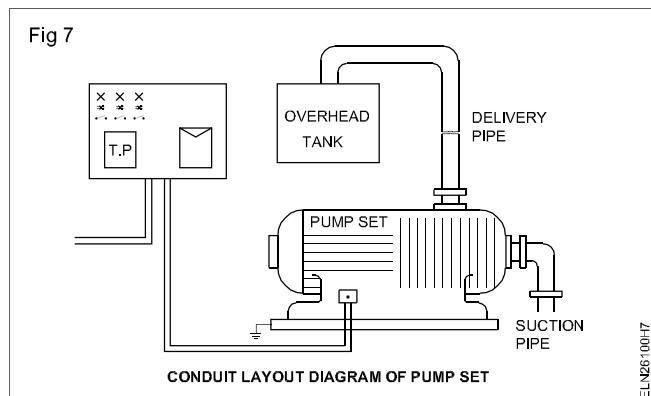 Fig 7
T.P
OVERHEAD
TANK
DELIVERY
PIPE
PUMP SET
SUCTION
PIPE
CONDUIT LAYOUT DIAGRAM OF PUMP SET
ELN26100H7